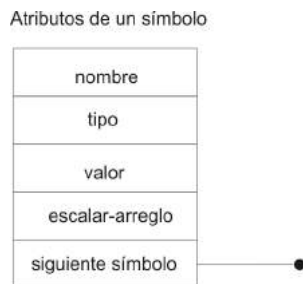 Atributos de un símbolo
nombre
tipo
valor
escalar-arreglo
siguiente símbolo